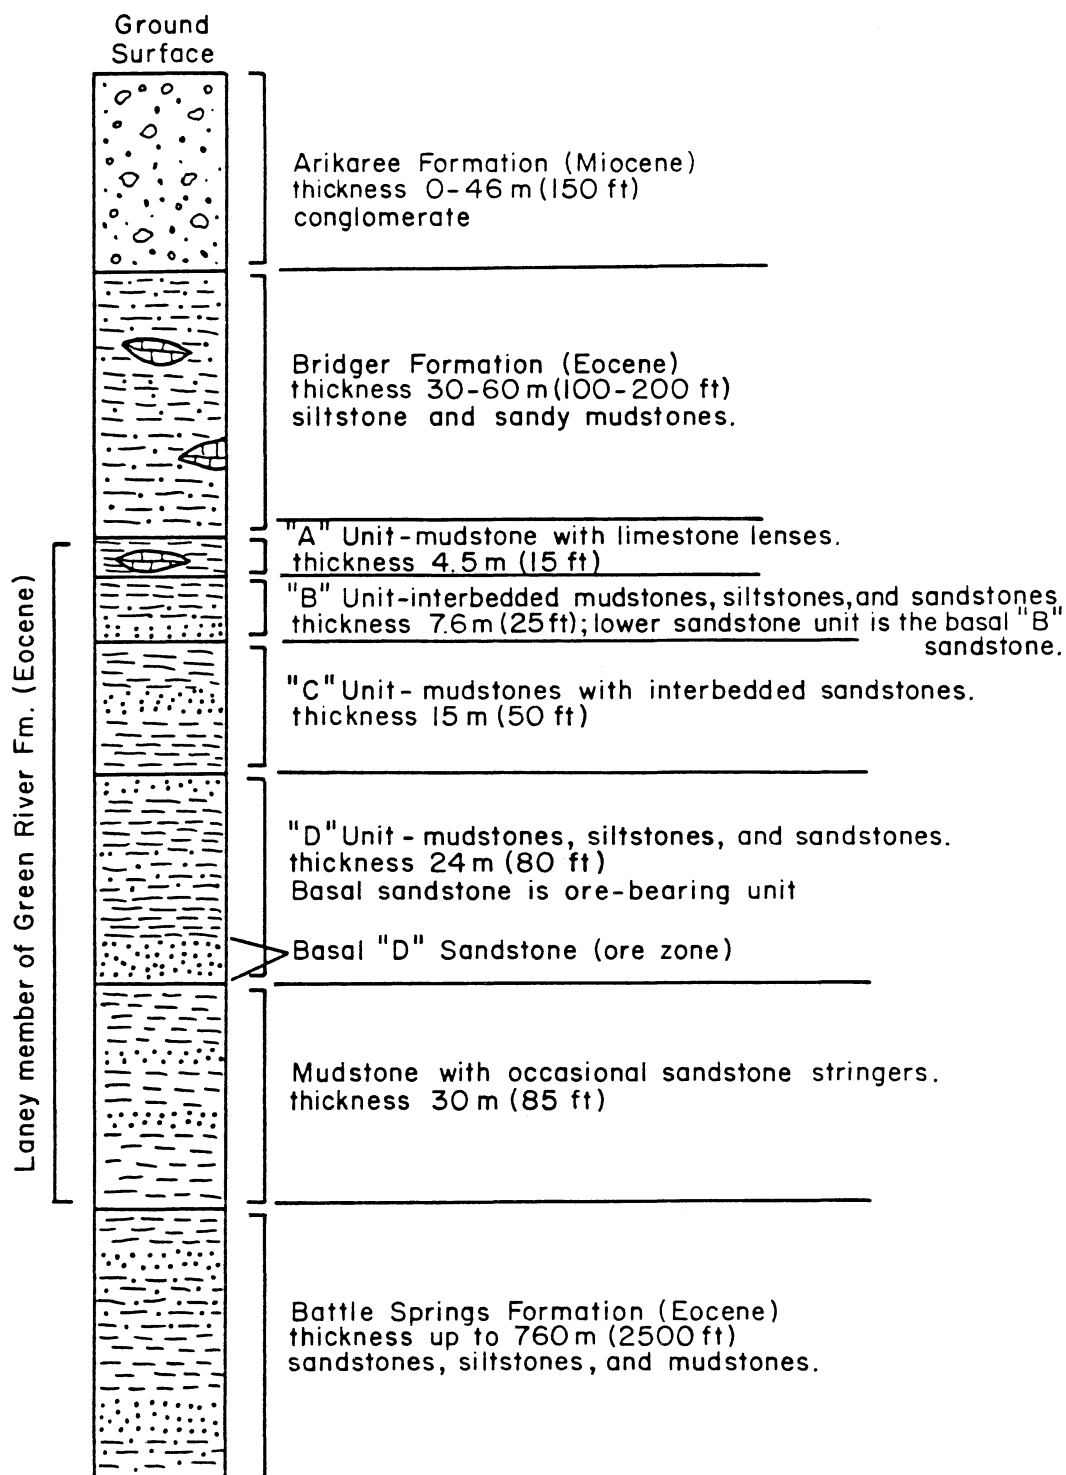 Ground
Surface
Arikaree Formation (Miocene)
thickness 0-46 m (150 ft)
conglomerate
Bridger Formation (Eocene)
thickness 30-60 m (100-200 ft)
siltstone and sandy mudstones.
"A" Unit-mudstone with limestone lenses.
thickness 4.5 m (15 ft)
"B" Unit-interbedded mudstones, siltstones, and sandstones
thickness 7.6 m (25 ft); lower sandstone unit is the basal "B"
sandstone.
"C" Unit- mudstones with interbedded sandstones.
thickness 15 m (50 ft)
"D" Unit - mudstones, siltstones, and sandstones.
thickness 24 m (80 ft)
Basal sandstone is ore-bearing unit
Basal "D" Sandstone (ore zone)
Mudstone with occasional sandstone stringers.
thickness 30 m (85 ft)
Laney member of Green River Fm. (Eocene)
Battle Springs Formation (Eocene)
thickness up to 760 m (2500 ft)
sandstones, siltstones, and mudstones.